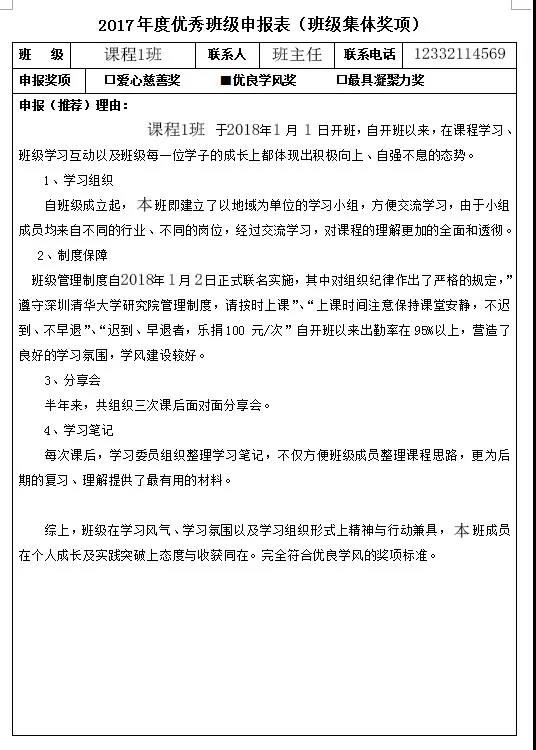 2017年度优秀班级申报表（班级集体奖项）
班 级 课程1班 联系人 班主任 联系电话 12332114569
申报奖项 □爱心慈善奖 ■优良学风奖 □最具凝聚力奖
申报（推荐）理由：
课程1班 于2018年1月 1日开班，自开班以来，在课程学习、
班级学习互动以及班级每一位学子的成长上都体现出积极向上、自强不息的态势。
1、学习组织
自班级成立起， 本班即建立了以地域为单位的学习小组，方便交流学习，由于小组
成员均来自不同的行业、不同的岗位，经过交流学习，对课程的理解更加的全面和透彻。
2、制度保障
班级管理制度自2018年1月2日正式联名实施，其中对组织纪律作出了严格的规定，”
遵守深圳清华大学研究院管理制度，请按时上课”、“上课时间注意保持课堂安静，不迟
到、不早退”、“迟到、早退者，乐捐100 元/次”自开班以来出勤率在95%以上，营造了
良好的学习氛围，学风建设较好。
3、分享会
半年来，共组织三次课后面对面分享会。
4、学习笔记
每次课后，学习委员组织整理学习笔记，不仅方便班级成员整理课程思路，更为后
期的复习、理解提供了最有用的材料。
综上，班级在学习风气、学习氛围以及学习组织形式上精神与行动兼具， 本班成员
在个人成长及实践突破上态度与收获同在。完全符合优良学风的奖项标准。